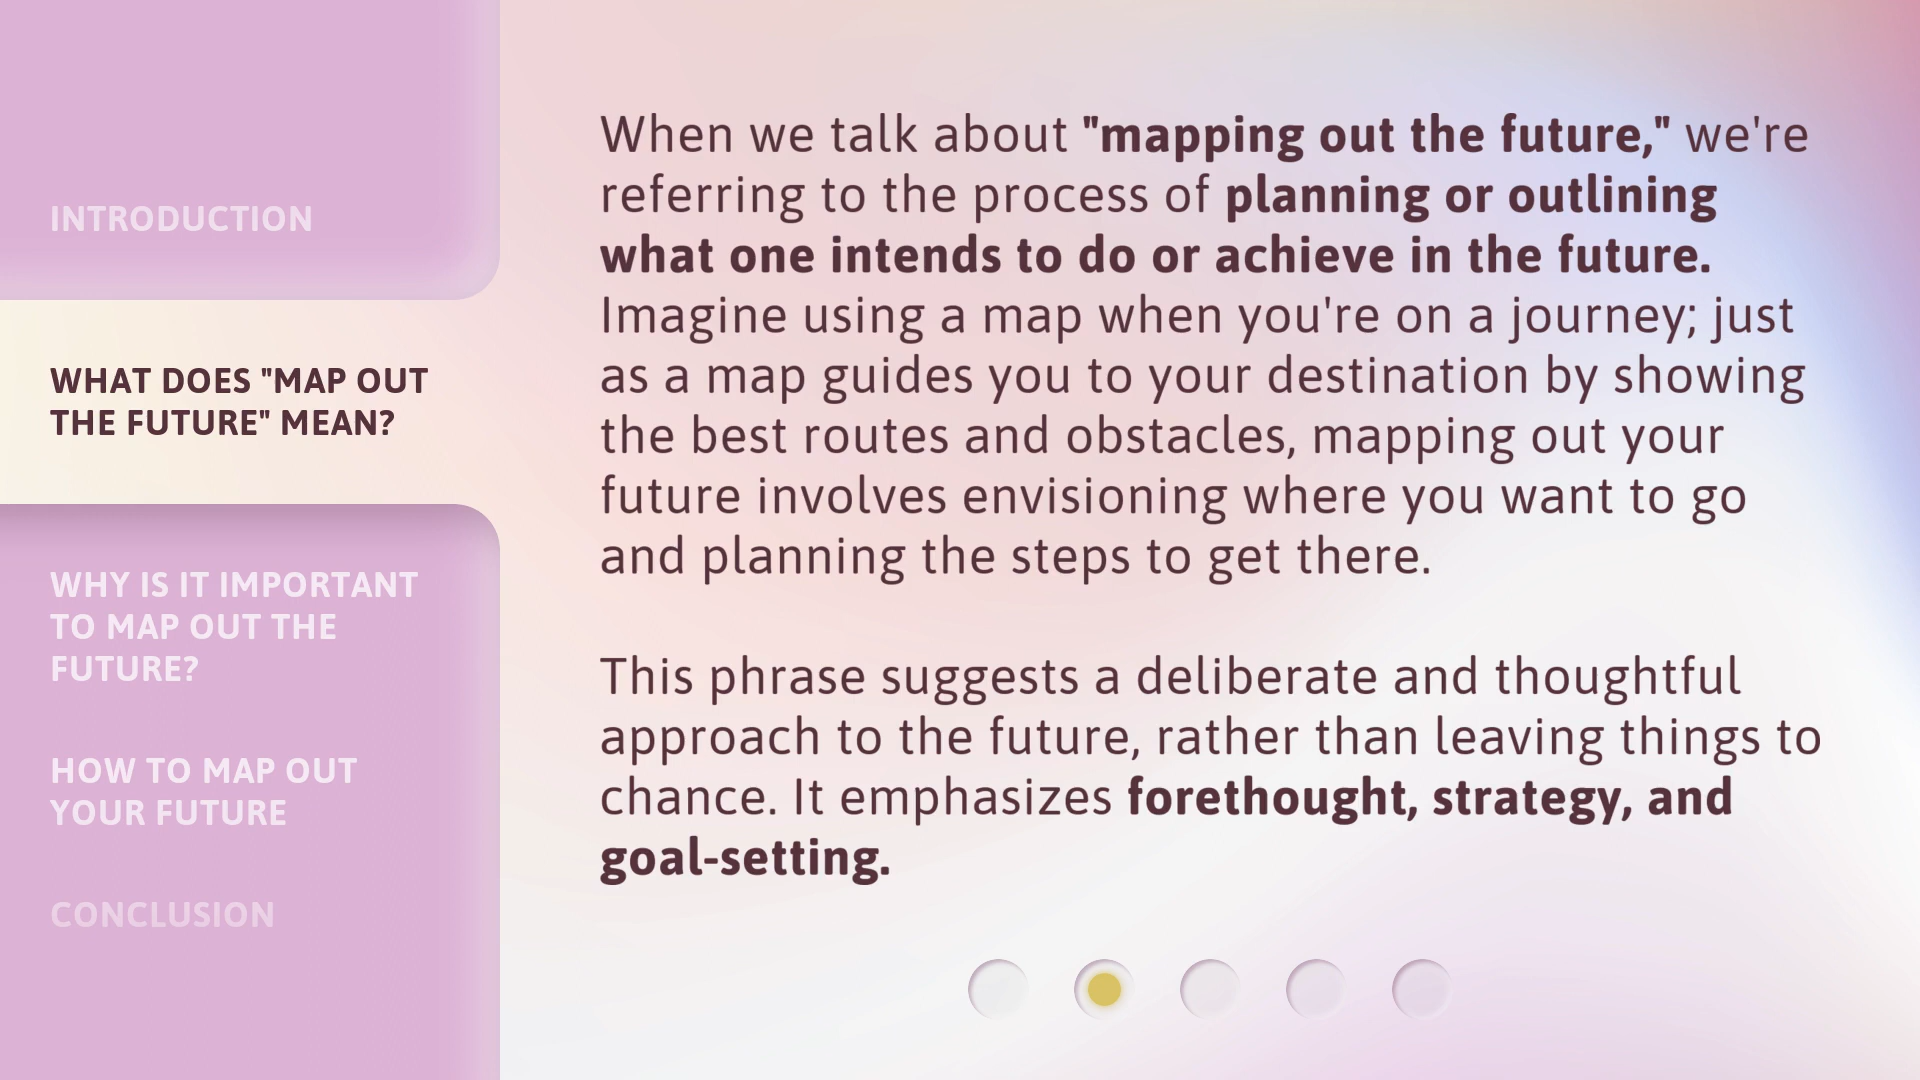 INTRODUCTION
WHAT DOES "MAP OUT
THE FUTURE" MEAN?
WHY IS IT IMPORTANT
TO MAP OUT THE
FUTURE?
HOW TO MAP OUT
YOUR FUTURE
CONCLUSION
When we talk about "mapping out the future," we're
referring to the process of planning or outlining
what one intends to do or achieve in the future.
Imagine using a map when you're on a journey; just
as a map guides you to your destination by showing
the best routes and obstacles, mapping out your
future involves envisioning where you want to go
and planning the steps to get there.
This phrase suggests a deliberate and thoughtful
approach to the future, rather than leaving things to
chance. It emphasizes forethought, strategy, and
goal-setting.